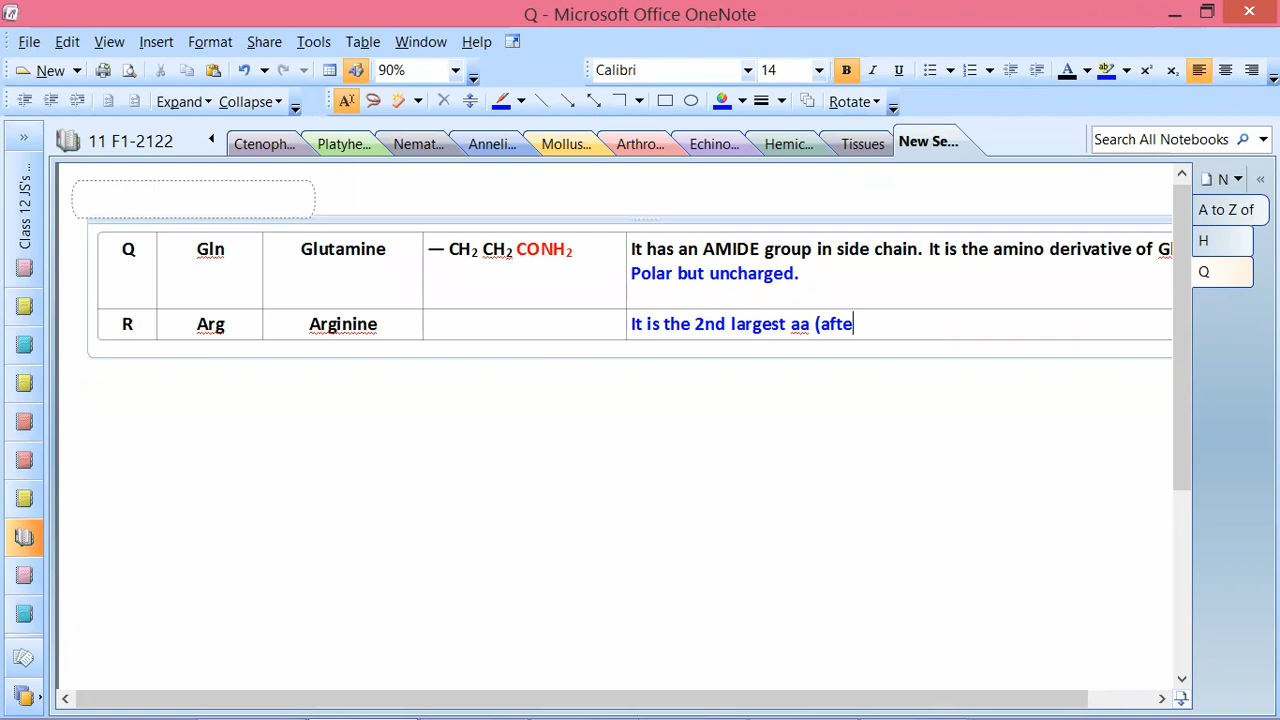 Q - Microsoft Office OneNote
File Edit View Insert Format Share Tools Table Window Help
New 90% Calibri 14 B I U
Expand Collapse Rotate
11 F1-2122 Ctenoph... Platyhe... Nemat... Anneli... Mollus... Arthro... Echino... Hemic... Tissues New Se... Search All Notebooks
Class 12 JS's
N
A to Z of
H
Q
Q Gln Glutamine — CH₂ CH₂ CONH₂ It has an AMIDE group in side chain. It is the amino derivative of Gl
Polar but uncharged.
R Arg Arginine It is the 2nd largest aa (afte